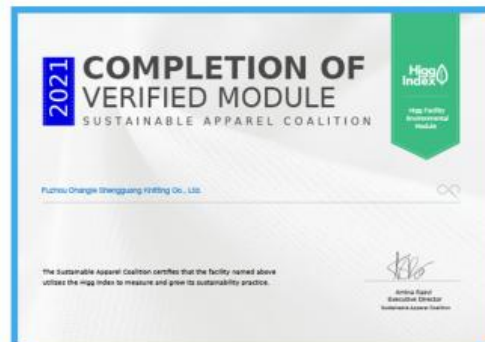 2021
COMPLETION OF
VERIFIED MODULE
SUSTAINABLE APPAREL COALITION
Higg
Index
Higg Facility
Environmental
Module
Fuzhou Changle Shengguang Knitting Co., Ltd.
The Sustainable Apparel Coalition certifies that the facility named above
utilizes the Higg Index to measure and grow its sustainability practice.
Amina Razvi
Executive Director
Sustainable Apparel Coalition